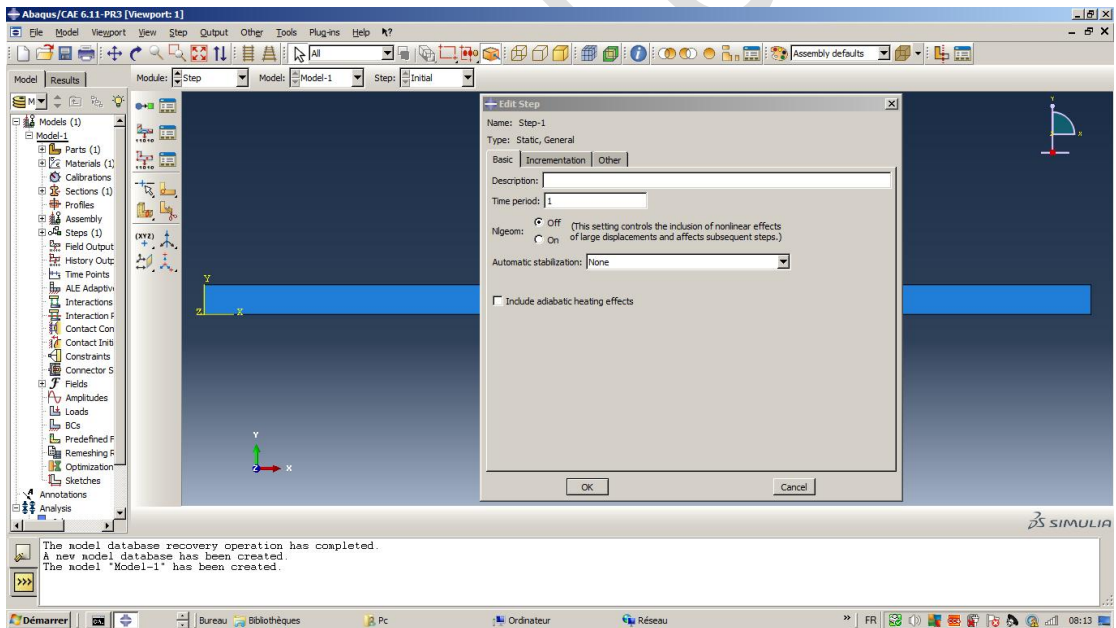 Abaqus/CAE 6.11-PR3 [Viewport: 1]
File Model Viewport View Step Output Other Tools Plug-ins Help
All
Assembly defaults
Model Results
Module: Step Model: Model-1 Step: Initial
Models (1)
Model-1
Parts (1)
Materials (1)
Calibrations
Sections (1)
Profiles
Assembly
Steps (1)
Field Output
History Outp
Time Points
ALE Adaptiv
Interactions
Interaction P
Contact Con
Contact Initi
Constraints
Connector S
Fields
Amplitudes
Loads
BCs
Predefined F
Remeshing R
Optimization
Sketches
Annotations
Analysis
(XYZ)
Y
Z X
Y
Z X
Edit Step
Name: Step-1
Type: Static, General
Basic Incrementation Other
Description:
Time period: 1
Nlgeom: Off (This setting controls the inclusion of nonlinear effects
On of large displacements and affects subsequent steps.)
Automatic stabilization: None
Include adiabatic heating effects
OK Cancel
SIMULIA
The model database recovery operation has completed.
A new model database has been created.
The model "Model-1" has been created.
Démarrer Bureau Bibliothèques Pc Ordinateur Réseau » FR 08:13